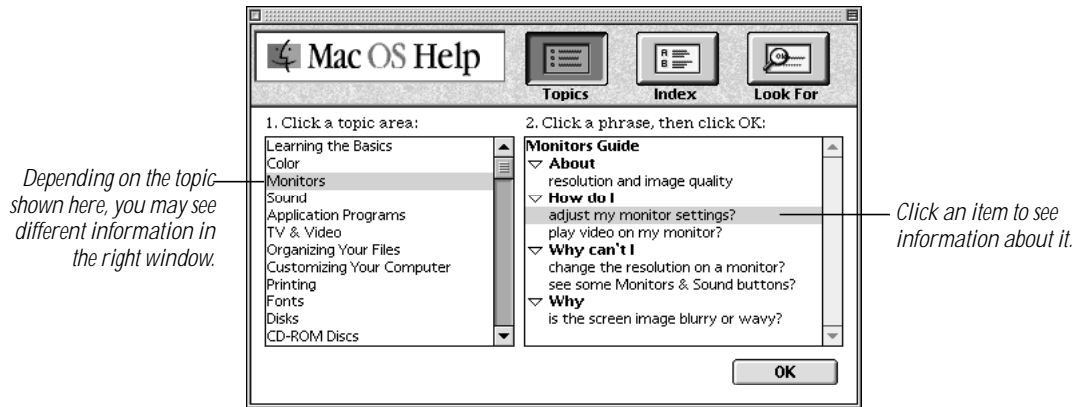 Mac OS Help
Topics
Index
Look For
1. Click a topic area:
Learning the Basics
Color
Monitors
Sound
Application Programs
TV & Video
Organizing Your Files
Customizing Your Computer
Printing
Fonts
Disks
CD-ROM Discs
2. Click a phrase, then click OK:
Monitors Guide
About
resolution and image quality
How do I
adjust my monitor settings?
play video on my monitor?
Why can't I
change the resolution on a monitor?
see some Monitors & Sound buttons?
Why
is the screen image blurry or wavy?
OK
Depending on the topic
shown here, you may see
different information in
the right window.
Click an item to see
information about it.